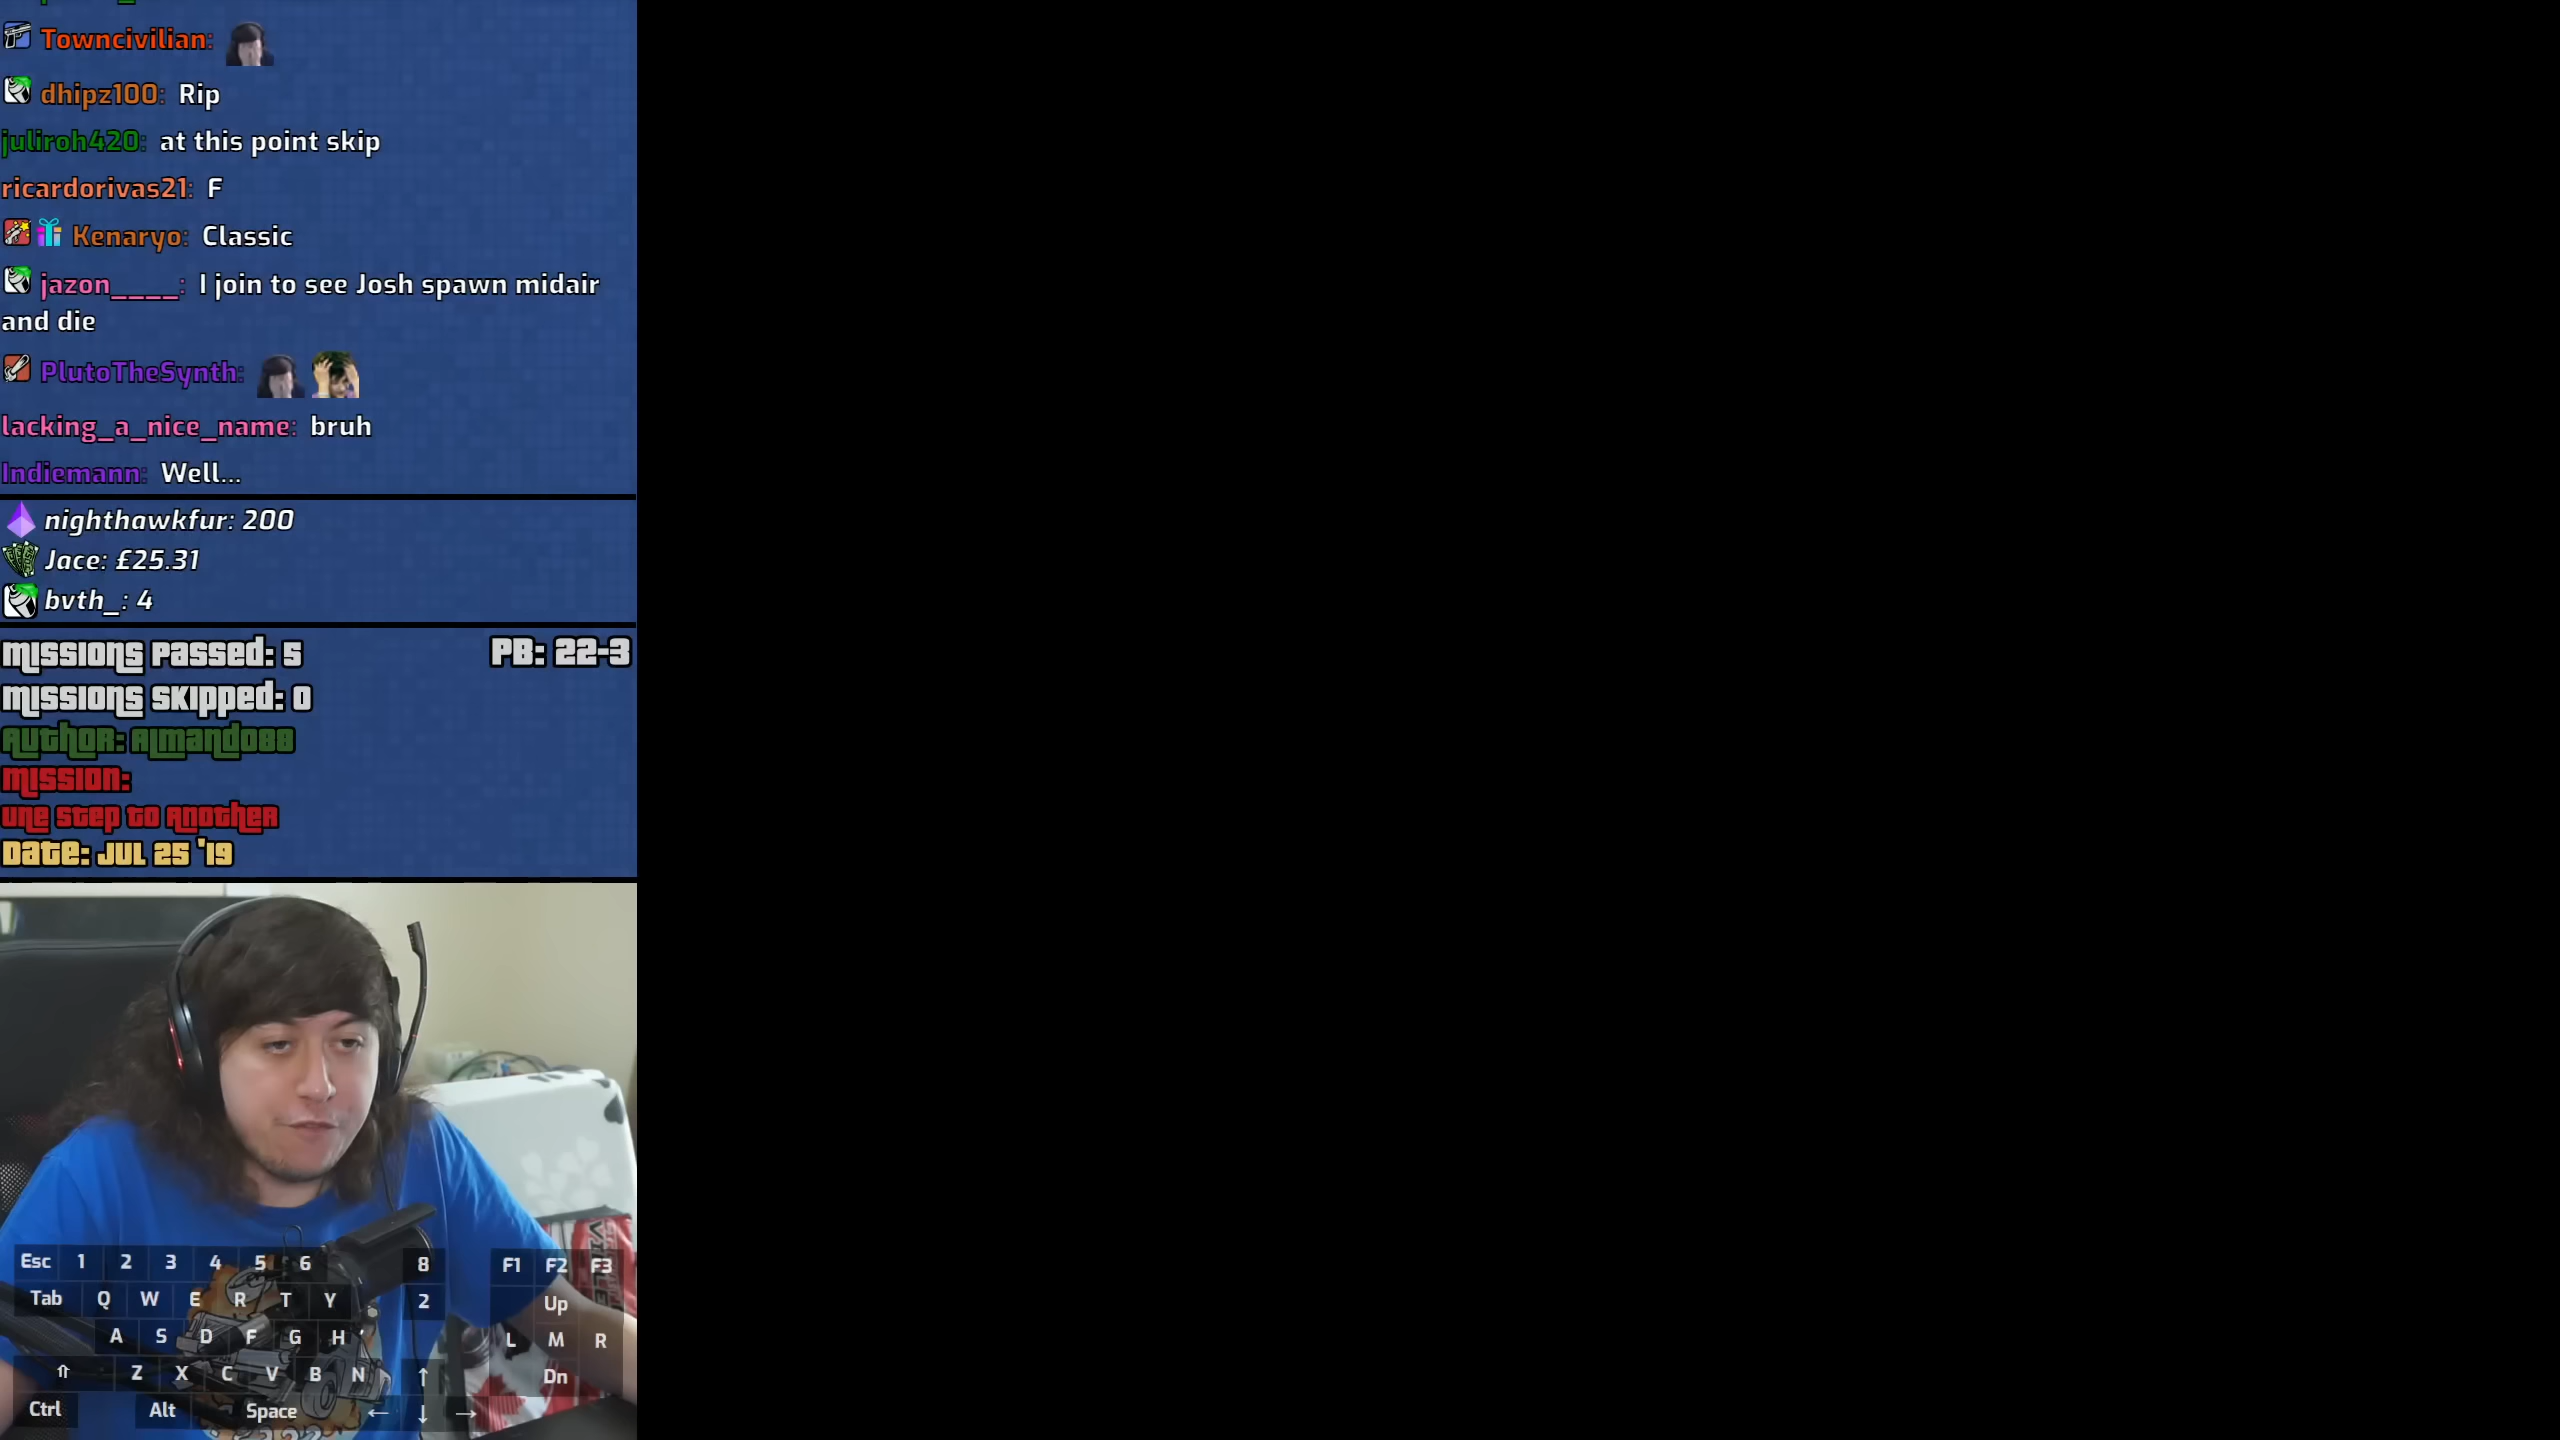 Towncivilian:
dhipz100: Rip
juliroh420: at this point skip
ricardorivas21: F
Kenaryo: Classic
jazon____: I join to see Josh spawn midair
and die
PlutoTheSynth:
lacking_a_nice_name: bruh
Indiemann: Well...
nighthawkfur: 200
Jace: £25.31
bvth_: 4
Missions Passed: 5
PB: 22-3
Missions Skipped: 0
Author: Almando88
Mission:
One Step to Another
Date: Jul 25 '19
Esc 1 2 3 4 5 6 8 F1 F2 F3
Tab Q W E R T Y 2 Up
A S D F G H ' L M R
⇧ Z X C V B N ↑ Dn
Ctrl Alt Space ← ↓ →